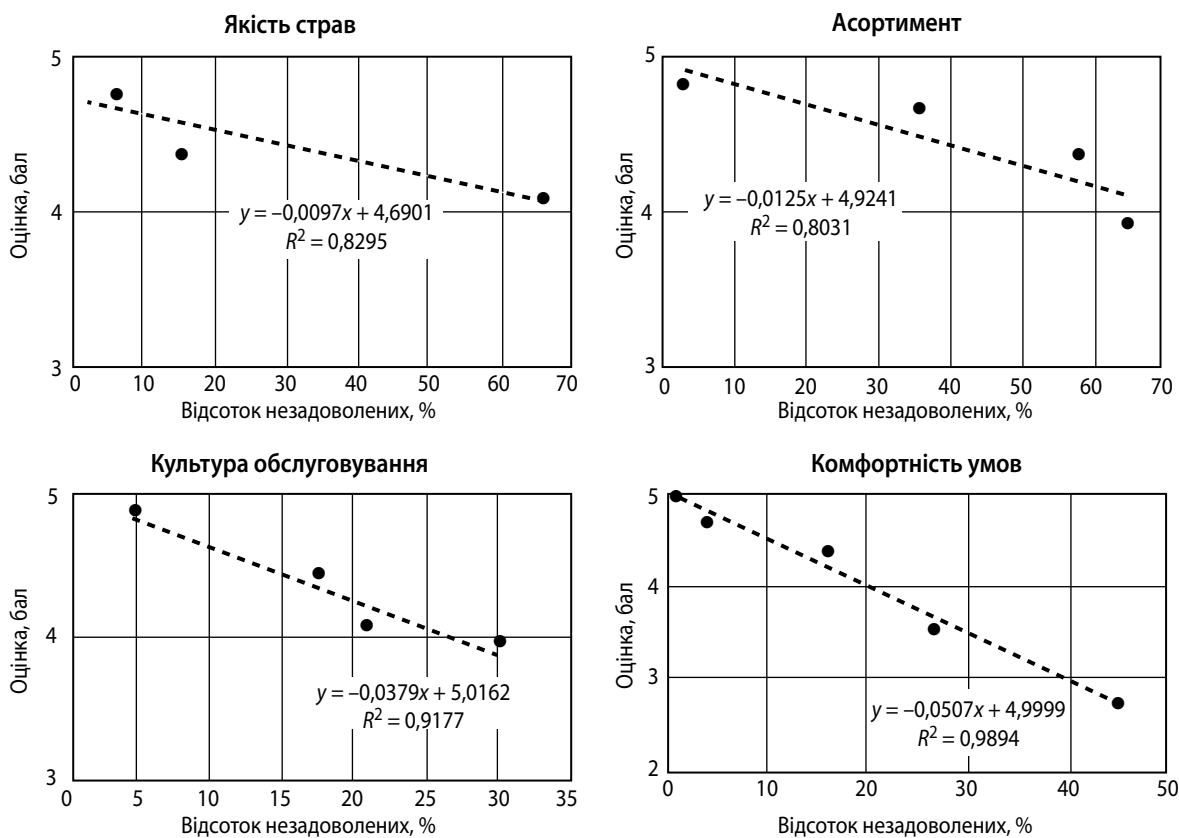 Якість страв
5
4
3
Оцінка, бал
y = –0,0097x + 4,6901
R² = 0,8295
0 10 20 30 40 50 60 70
Відсоток незадоволених, %
Асортимент
5
4
3
Оцінка, бал
y = –0,0125x + 4,9241
R² = 0,8031
0 10 20 30 40 50 60 70
Відсоток незадоволених, %
Культура обслуговування
5
4
3
Оцінка, бал
y = –0,0379x + 5,0162
R² = 0,9177
0 5 10 15 20 25 30 35
Відсоток незадоволених, %
Комфортність умов
5
4
3
2
Оцінка, бал
y = –0,0507x + 4,9999
R² = 0,9894
0 10 20 30 40 50
Відсоток незадоволених, %